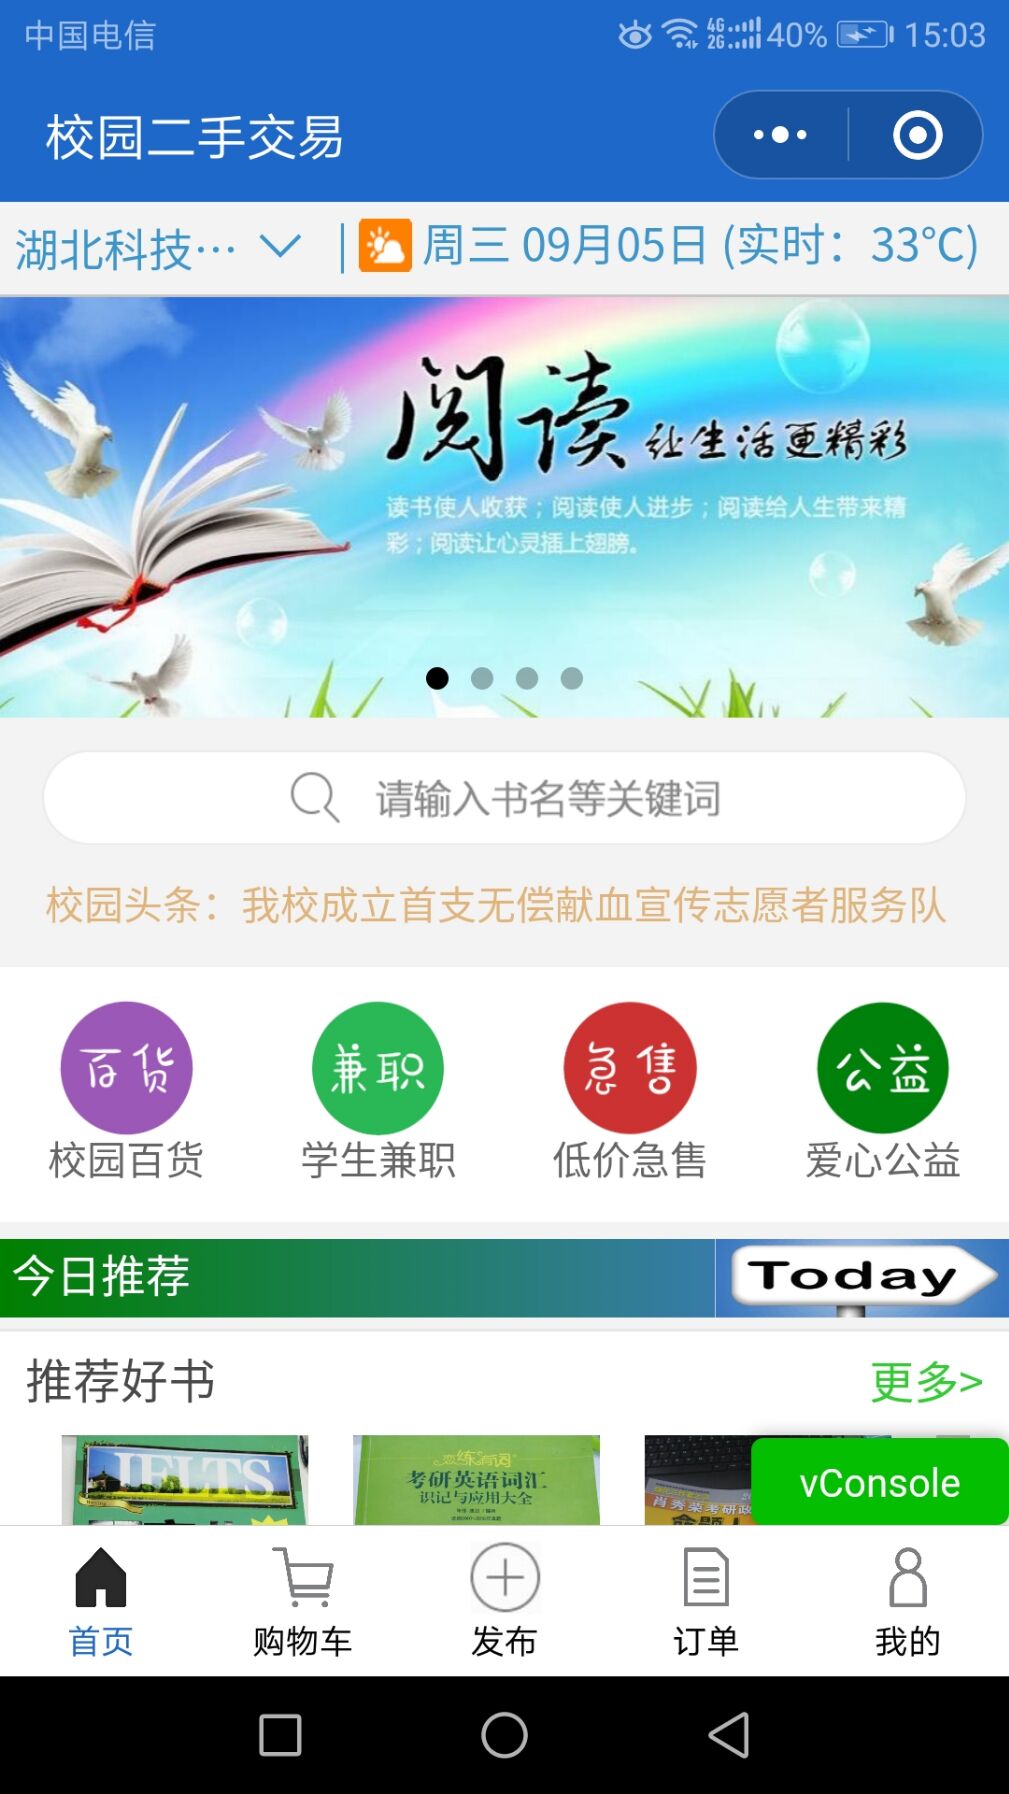 中国电信
4G
2G
40%
15:03
校园二手交易
湖北科技…
周三 09月05日 (实时：33℃)
阅读 让生活更精彩
读书使人收获；阅读使人进步；阅读给人生带来精
彩；阅读让心灵插上翅膀。
请输入书名等关键词
校园头条：我校成立首支无偿献血宣传志愿者服务队
百货
兼职
急售
公益
校园百货
学生兼职
低价急售
爱心公益
今日推荐
Today
推荐好书
更多>
IELTS
恋练有词
考研英语词汇
识记与应用大全
肖秀荣考研政
vConsole
首页
购物车
发布
订单
我的